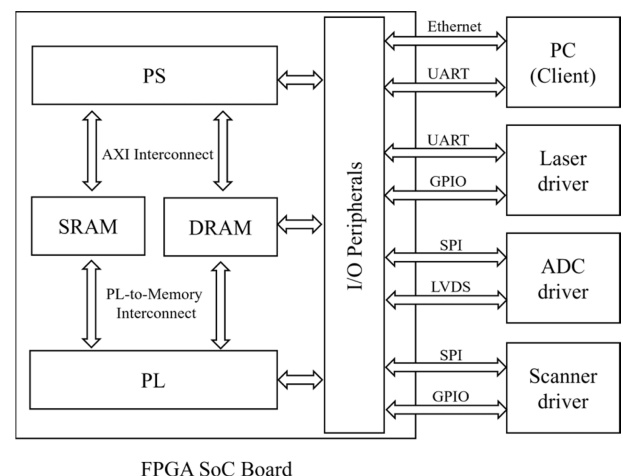 PS
AXI Interconnect
SRAM
DRAM
PL-to-Memory
Interconnect
PL
I/O Peripherals
Ethernet
UART
PC
(Client)
UART
GPIO
Laser
driver
SPI
LVDS
ADC
driver
SPI
GPIO
Scanner
driver
FPGA SoC Board